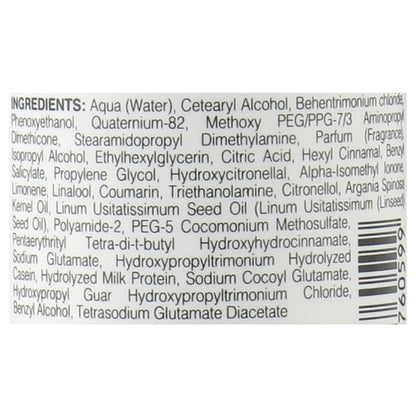 INGREDIENTS: Aqua (Water), Cetearyl Alcohol, Behentrimonium chloride,
Phenoxyethanol, Quaternium-82, Methoxy PEG/PPG-7/3 Aminopropyl
Dimethicone, Stearamidopropyl Dimethylamine, Parfum (Fragrance),
Isopropyl Alcohol, Ethylhexylglycerin, Citric Acid, Hexyl Cinnamal, Benzyl
Salicylate, Propylene Glycol, Hydroxycitronellal, Alpha-Isomethyl Ionone,
Limonene, Linalool, Coumarin, Triethanolamine, Citronellol, Argania Spinosa
Kernel Oil, Linum Usitatissimum Seed Oil (Linum Usitatissimum (Linseed)
Seed Oil), Polyamide-2, PEG-5 Cocomonium Methosulfate,
Pentaerythrityl Tetra-di-t-butyl Hydroxyhydrocinnamate,
Sodium Glutamate, Hydroxypropyltrimonium Hydrolyzed
Casein, Hydrolyzed Milk Protein, Sodium Cocoyl Glutamate,
Hydroxypropyl Guar Hydroxypropyltrimonium Chloride,
Benzyl Alcohol, Tetrasodium Glutamate Diacetate
760599